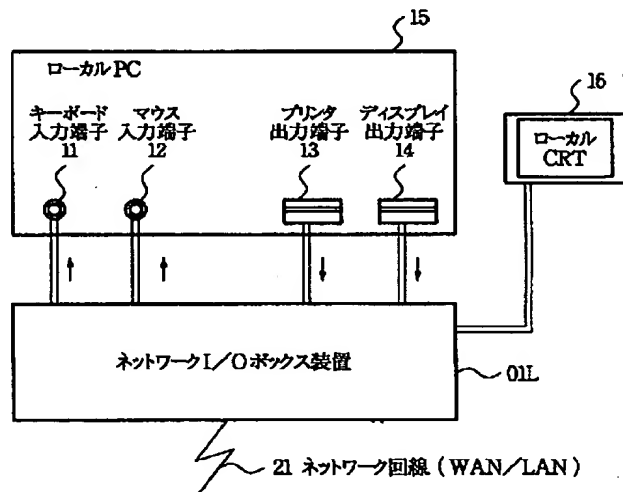 15
ローカルPC
16
キーボード
入力端子
11
マウス
入力端子
12
プリンタ
出力端子
13
ディスプレイ
出力端子
14
ローカル
CRT
ネットワークI／Oボックス装置
01L
21 ネットワーク回線（WAN／LAN）